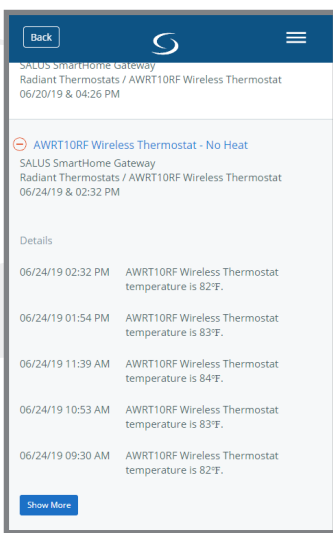 Back
SALUS SmartHome Gateway
Radiant Thermostats / AWRT10RF Wireless Thermostat
06/20/19 & 04:26 PM
AWRT10RF Wireless Thermostat - No Heat
SALUS SmartHome Gateway
Radiant Thermostats / AWRT10RF Wireless Thermostat
06/24/19 & 02:32 PM
Details
06/24/19 02:32 PM AWRT10RF Wireless Thermostat
temperature is 82°F.
06/24/19 01:54 PM AWRT10RF Wireless Thermostat
temperature is 83°F.
06/24/19 11:39 AM AWRT10RF Wireless Thermostat
temperature is 84°F.
06/24/19 10:53 AM AWRT10RF Wireless Thermostat
temperature is 83°F.
06/24/19 09:30 AM AWRT10RF Wireless Thermostat
temperature is 82°F.
Show More